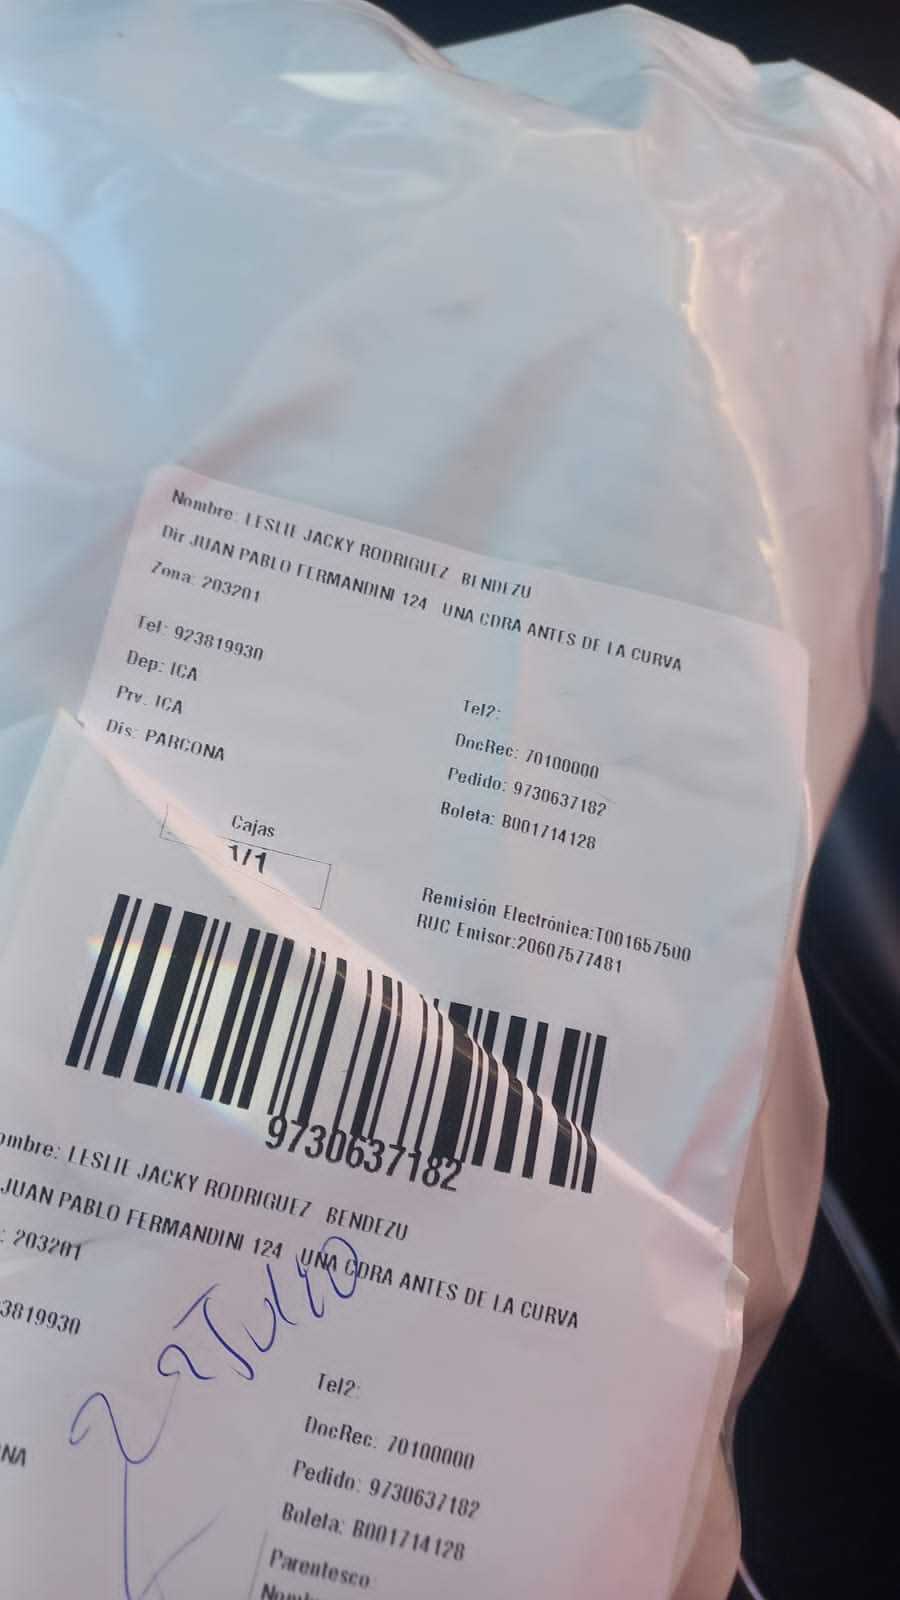 Nombre: LESLIE JACKY RODRIGUEZ BENDEZU
Dir JUAN PABLO FERMANDINI 124 UNA CDRA ANTES DE LA CURVA
Zona: 203201
Tel: 923819930
Dep: ICA
Prv. ICA
Dis: PARCONA
Tel2:
DocRec: 70100000
Pedido: 9730637182
Boleta: B001714128
Cajas
1/1
Remisión Electrónica:T001657500
RUC Emisor:20607577481
9730637182
ombre: LESLIE JACKY RODRIGUEZ BENDEZU
JUAN PABLO FERMANDINI 124 UNA CDRA ANTES DE LA CURVA
: 203201
3819930
NA
22 Julio
Tel2:
DocRec: 70100000
Pedido: 9730637182
Boleta: B001714128
Parentesco